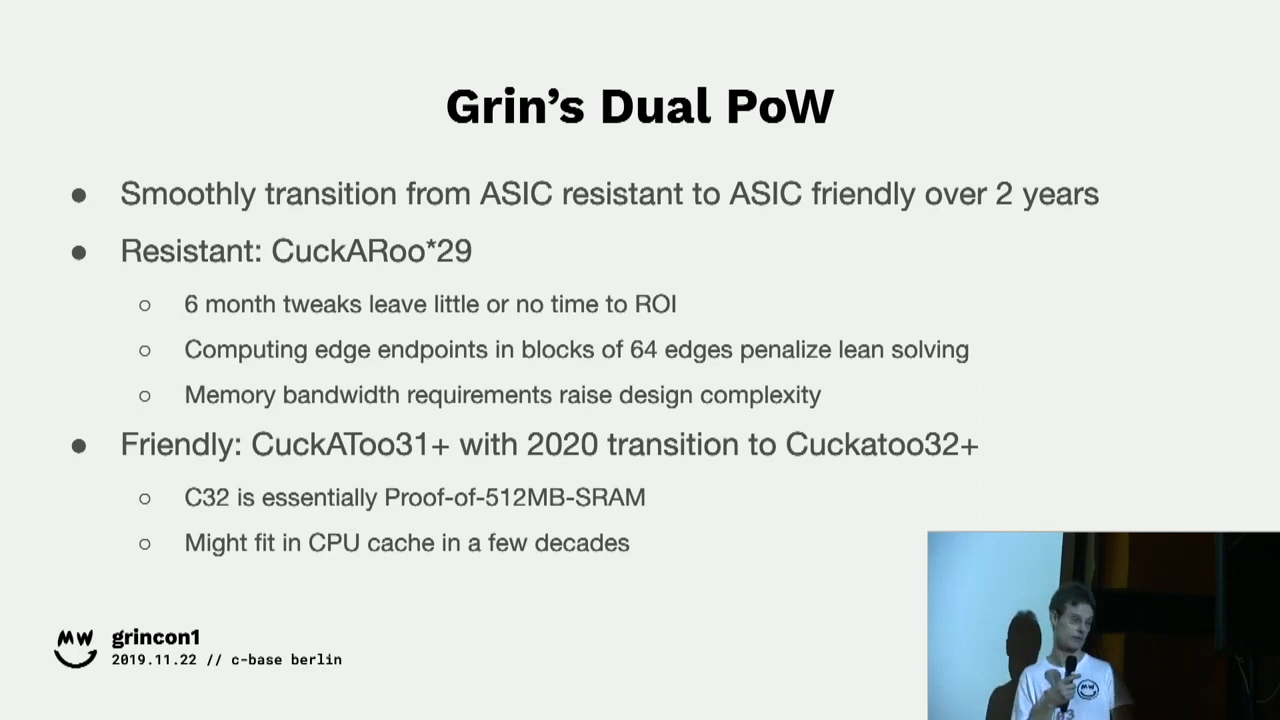 Grin's Dual PoW
● Smoothly transition from ASIC resistant to ASIC friendly over 2 years
● Resistant: CuckARoo*29
○ 6 month tweaks leave little or no time to ROI
○ Computing edge endpoints in blocks of 64 edges penalize lean solving
○ Memory bandwidth requirements raise design complexity
● Friendly: CuckAToo31+ with 2020 transition to Cuckatoo32+
○ C32 is essentially Proof-of-512MB-SRAM
○ Might fit in CPU cache in a few decades
MW
grincon1
2019.11.22 // c-base berlin
MW